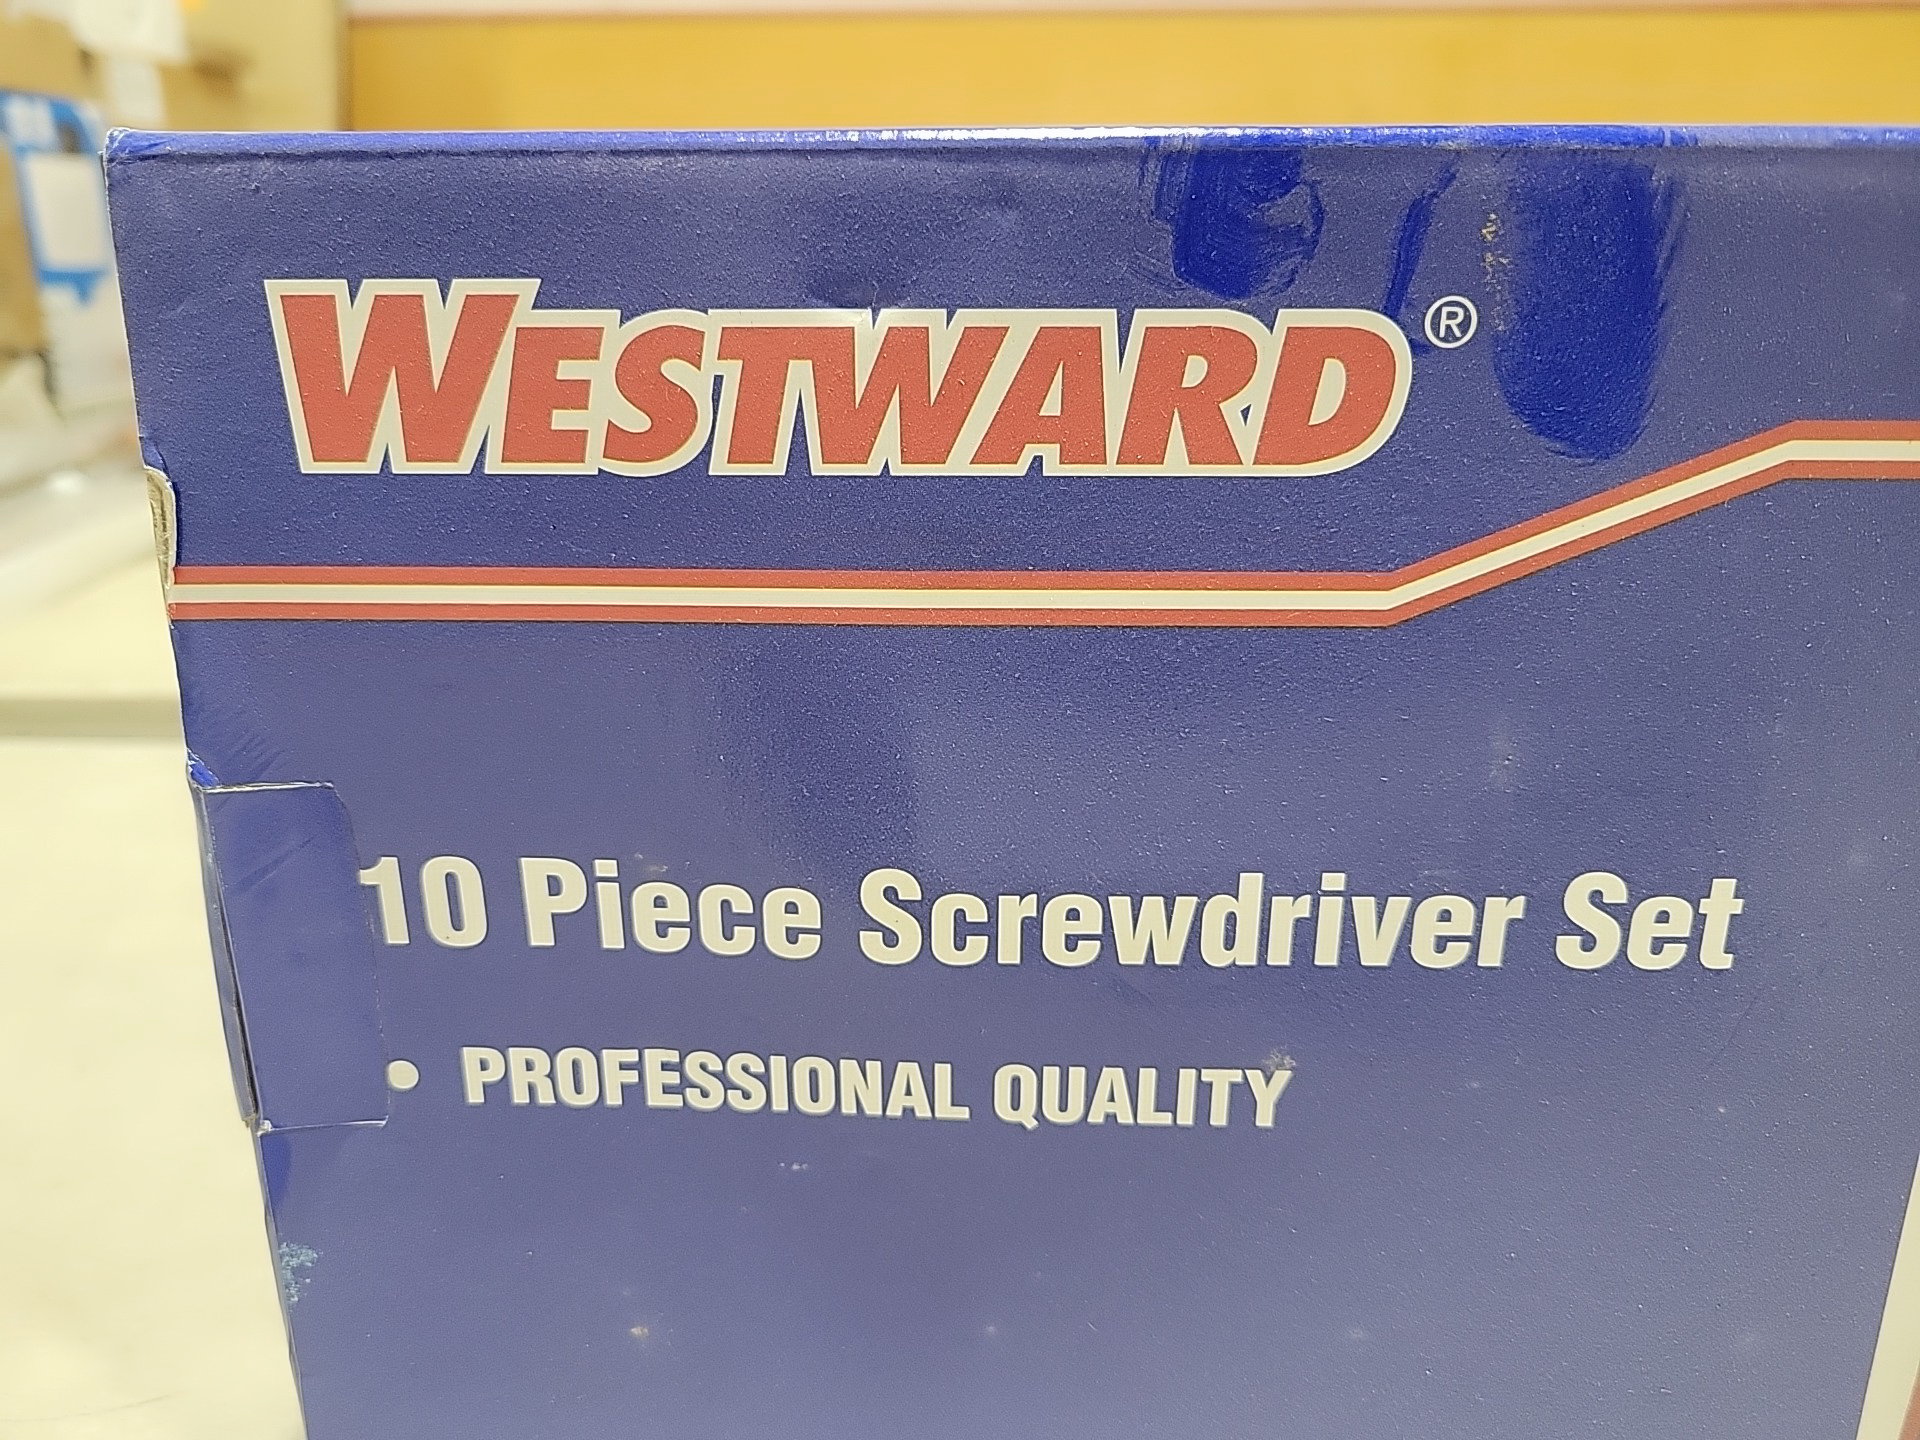 WESTWARD®
10 Piece Screwdriver Set
• PROFESSIONAL QUALITY